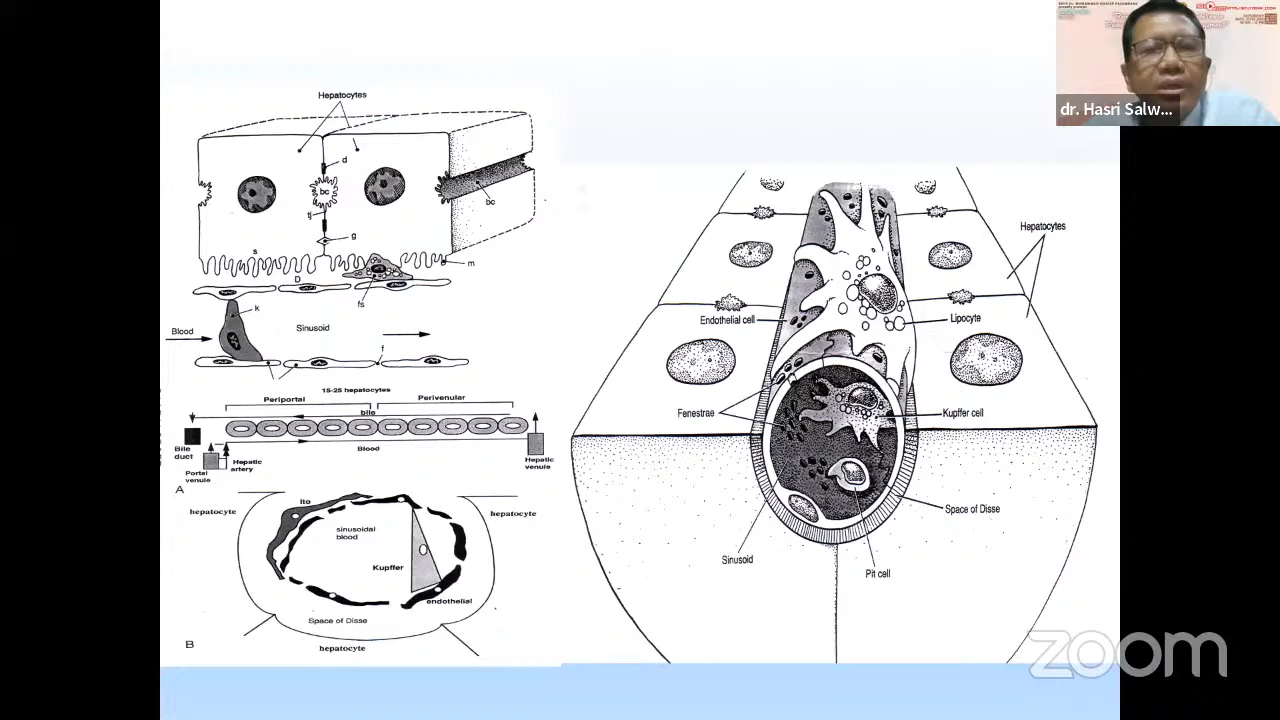 Hepatocytes
d
bc
bc
tj
g
s
m
D
fs
k
Blood
Sinusoid
f
15-25 hepatocytes
Periportal
Perivenular
bile
Bile
duct
Blood
Hepatic
artery
Portal
venule
Hepatic
venule
A
Ito
hepatocyte
hepatocyte
sinusoidal
blood
Kupffer
endothelial
Space of Disse
B
hepatocyte
Hepatocytes
Endothelial cell
Lipocyte
Fenestrae
Kupffer cell
Space of Disse
Sinusoid
Pit cell
dr. Hasri Salw...
zoom